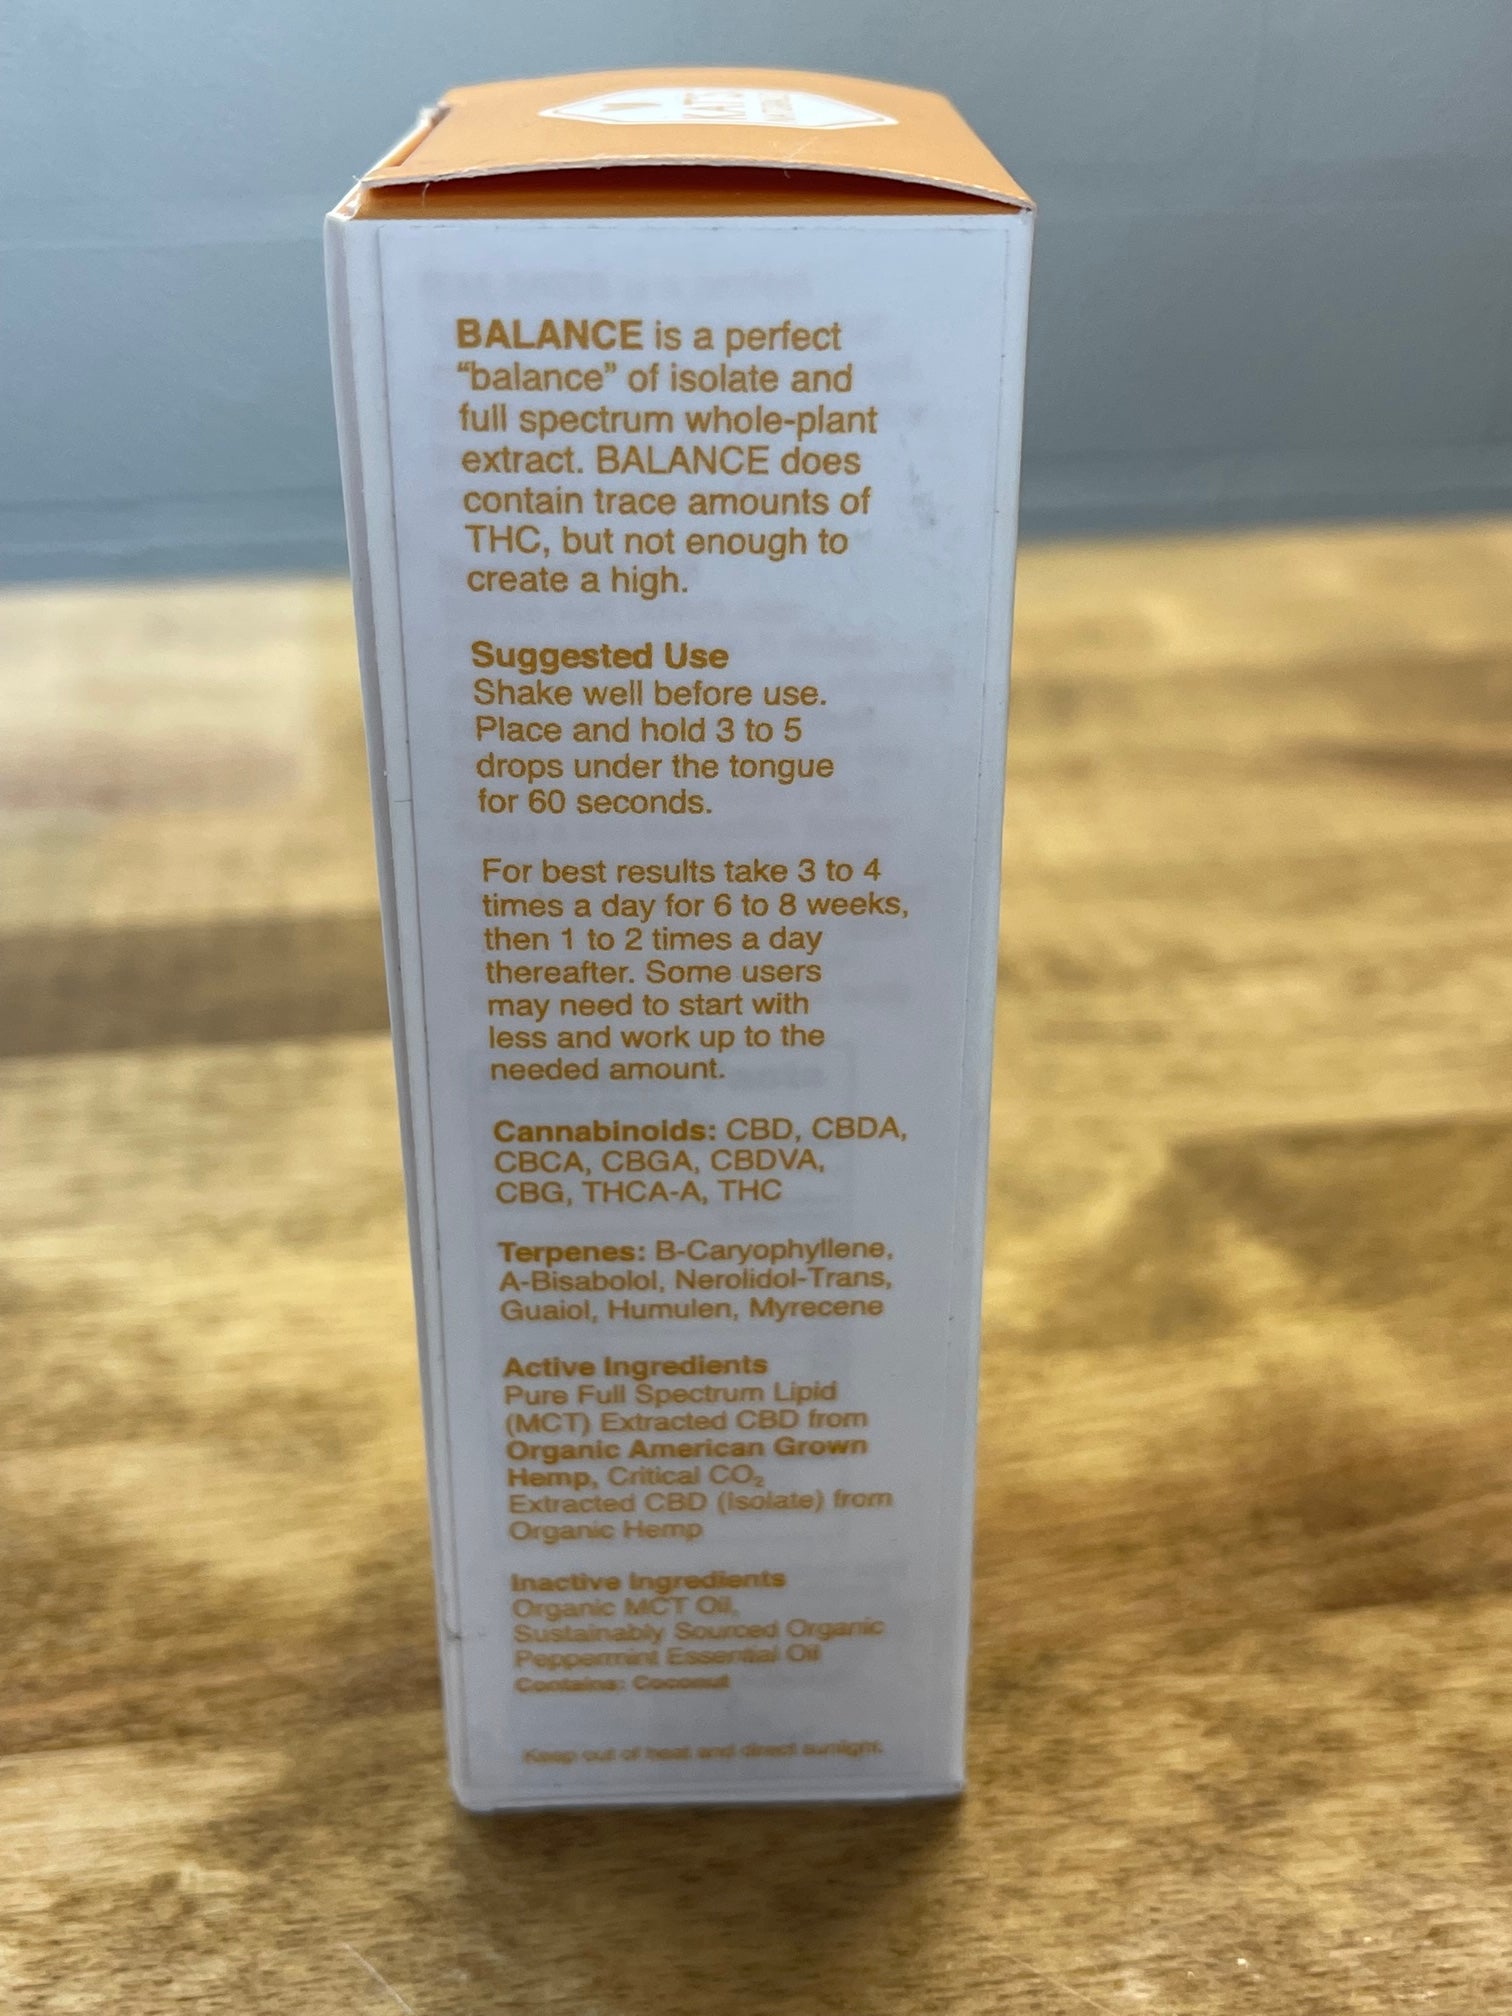 KAT'S
BALANCE is a perfect
“balance” of isolate and
full spectrum whole-plant
extract. BALANCE does
contain trace amounts of
THC, but not enough to
create a high.
Suggested Use
Shake well before use.
Place and hold 3 to 5
drops under the tongue
for 60 seconds.
For best results take 3 to 4
times a day for 6 to 8 weeks,
then 1 to 2 times a day
thereafter. Some users
may need to start with
less and work up to the
needed amount.
Cannabinoids: CBD, CBDA,
CBCA, CBGA, CBDVA,
CBG, THCA-A, THC
Terpenes: B-Caryophyllene,
A-Bisabolol, Nerolidol-Trans,
Guaiol, Humulen, Myrecene
Active Ingredients
Pure Full Spectrum Lipid
(MCT) Extracted CBD from
Organic American Grown
Hemp, Critical CO₂
Extracted CBD (Isolate) from
Organic Hemp
Inactive Ingredients
Organic MCT Oil,
Sustainably Sourced Organic
Peppermint Essential Oil
Contains: Coconut
Keep out of heat and direct sunlight.